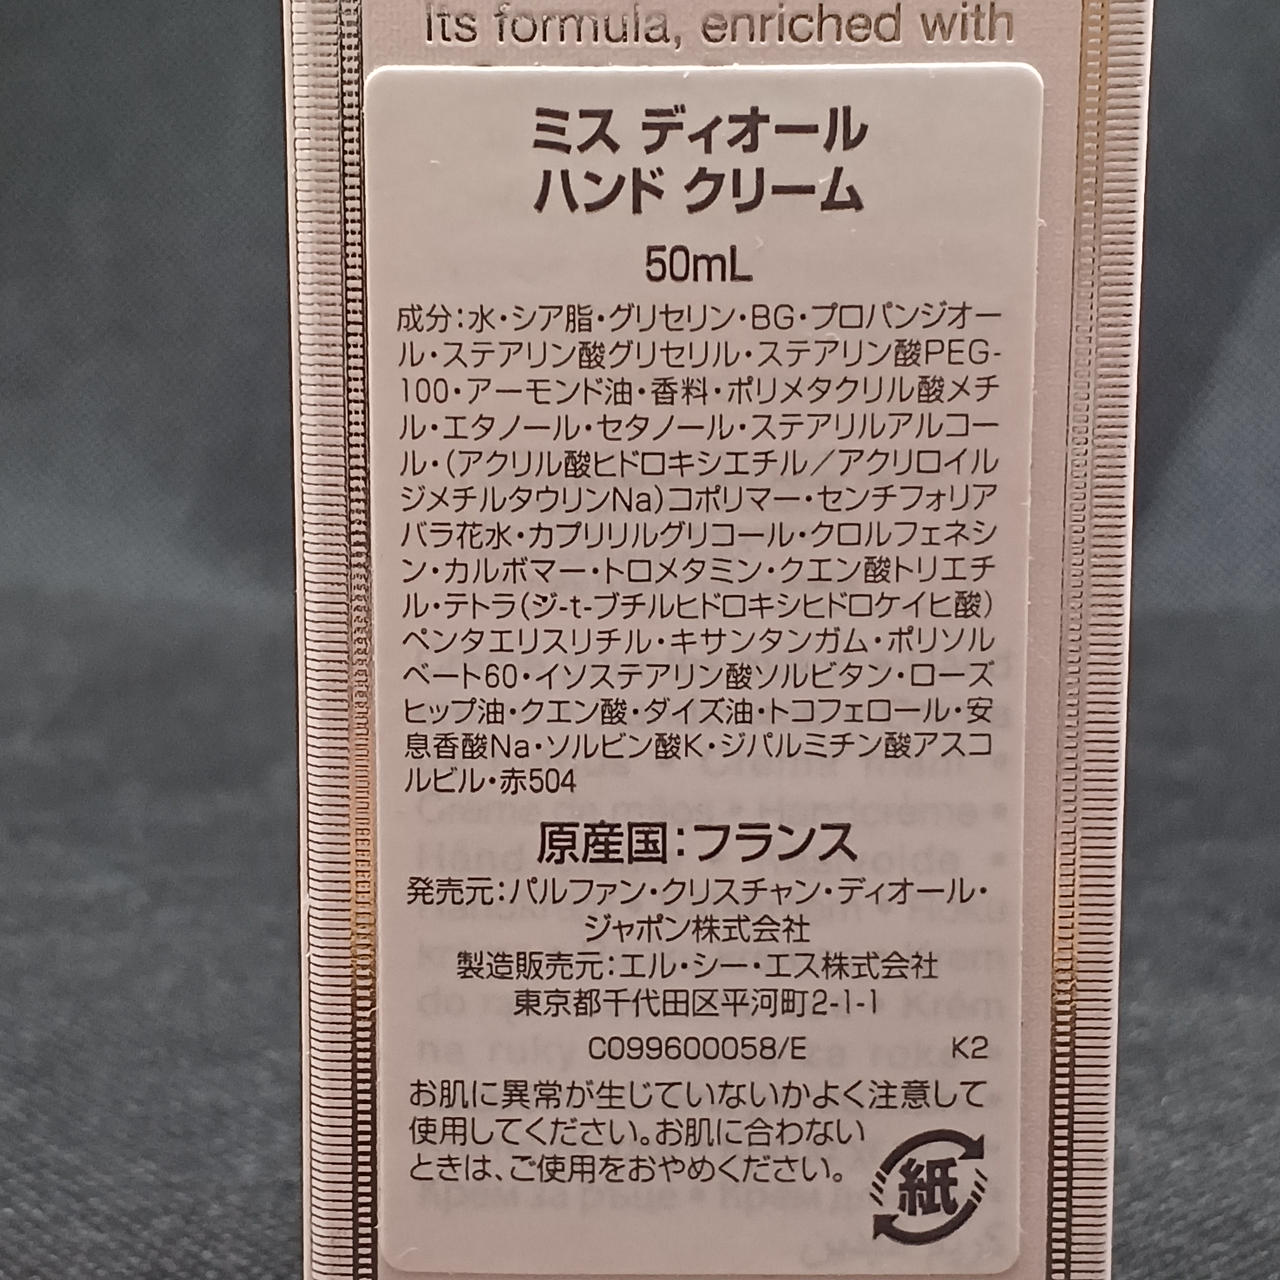 Its formula, enriched with
ミス ディオール
ハンド クリーム
50mL
成分:水・シア脂・グリセリン・BG・プロパンジオー
ル・ステアリン酸グリセリル・ステアリン酸PEG-
100・アーモンド油・香料・ポリメタクリル酸メチ
ル・エタノール・セタノール・ステアリルアルコー
ル・(アクリル酸ヒドロキシエチル/アクリロイル
ジメチルタウリンNa)コポリマー・センチフォリア
バラ花水・カプリリルグリコール・クロルフェネシ
ン・カルボマー・トロメタミン・クエン酸トリエチ
ル・テトラ(ジ-t-ブチルヒドロキシヒドロケイヒ酸)
ペンタエリスリチル・キサンタンガム・ポリソル
ベート60・イソステアリン酸ソルビタン・ローズ
ヒップ油・クエン酸・ダイズ油・トコフェロール・安
息香酸Na・ソルビン酸K・ジパルミチン酸アスコ
ルビル・赤504
原産国:フランス
発売元:パルファン・クリスチャン・ディオール・
ジャポン株式会社
製造販売元:エル・シー・エス株式会社
東京都千代田区平河町2-1-1
C099600058/E K2
お肌に異常が生じていないかよく注意して
使用してください。お肌に合わない
ときは、ご使用をおやめください。
紙